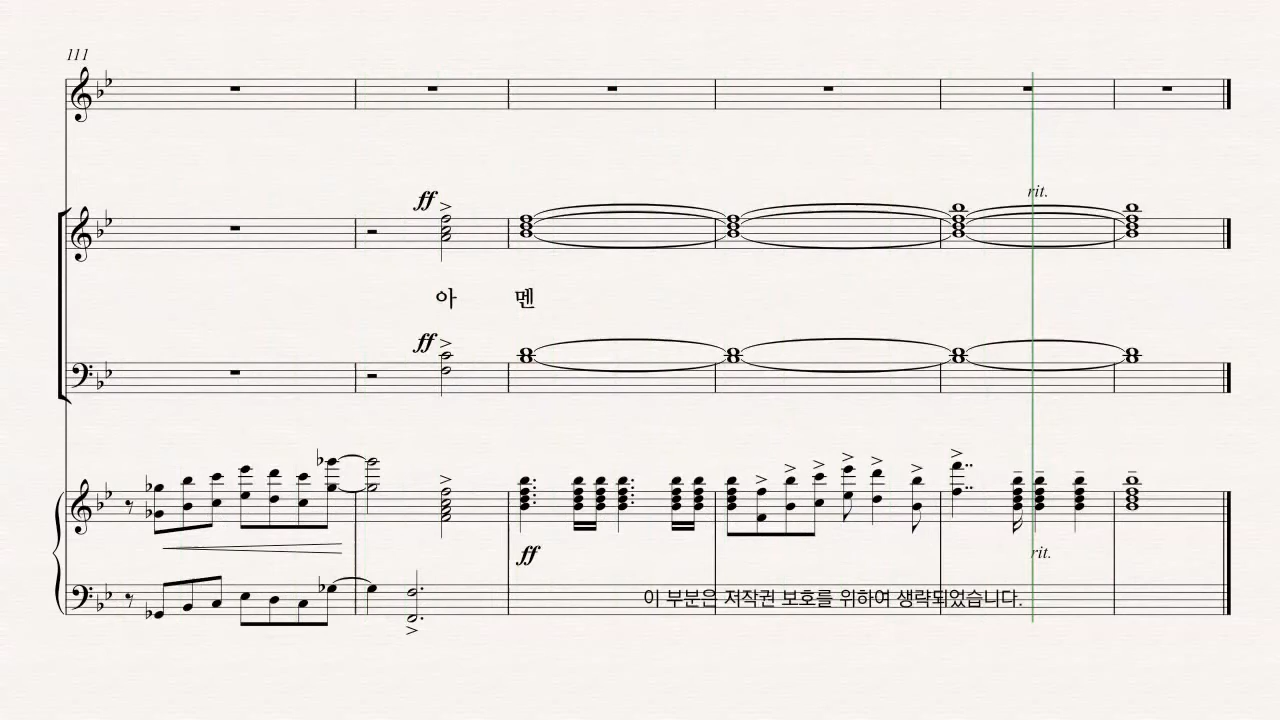 111
rit.
ff
아 멘
ff
ff
rit.
이 부분은 저작권 보호를 위하여 생략되었습니다.